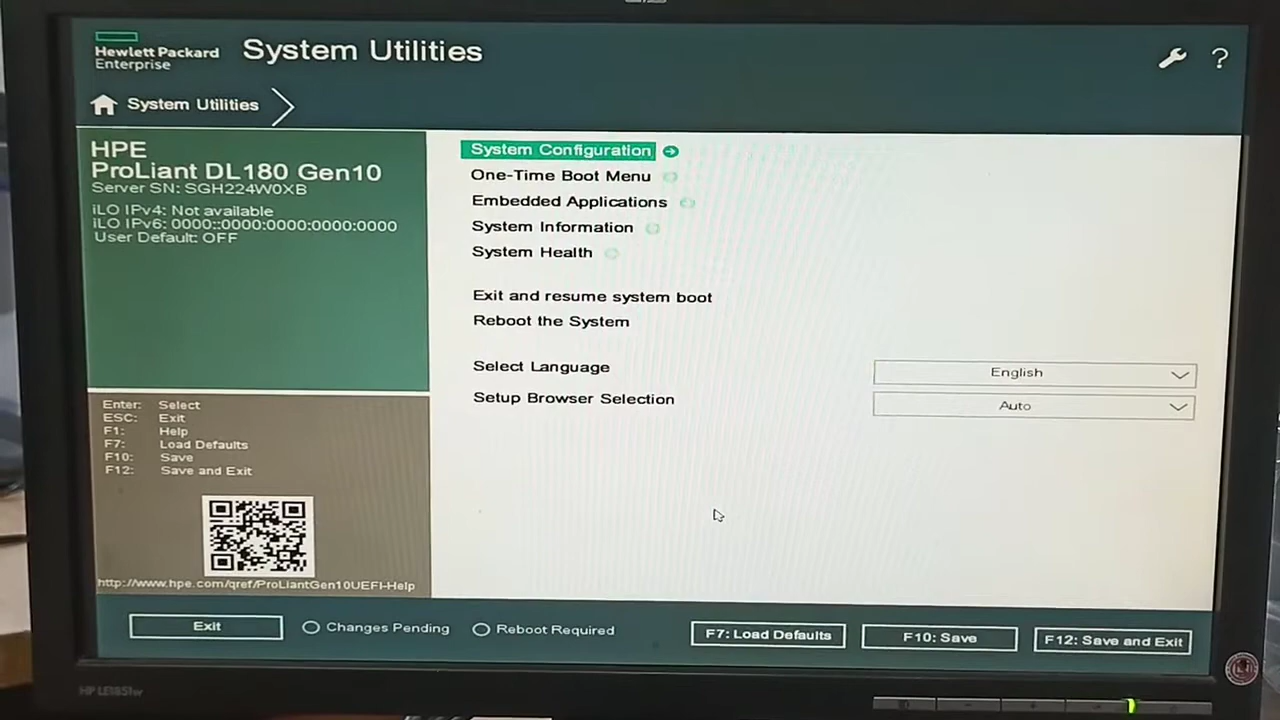 Hewlett Packard
Enterprise
System Utilities
?
System Utilities
HPE
ProLiant DL180 Gen10
Server SN: SGH224W0XB
iLO IPv4: Not available
iLO IPv6: 0000::0000:0000:0000:0000
User Default: OFF
Enter: Select
ESC: Exit
F1: Help
F7: Load Defaults
F10: Save
F12: Save and Exit
http://www.hpe.com/qref/ProLiantGen10UEFI-Help
System Configuration
One-Time Boot Menu
Embedded Applications
System Information
System Health
Exit and resume system boot
Reboot the System
Select Language English
Setup Browser Selection Auto
Exit Changes Pending Reboot Required F7: Load Defaults F10: Save F12: Save and Exit
HP LE1851w